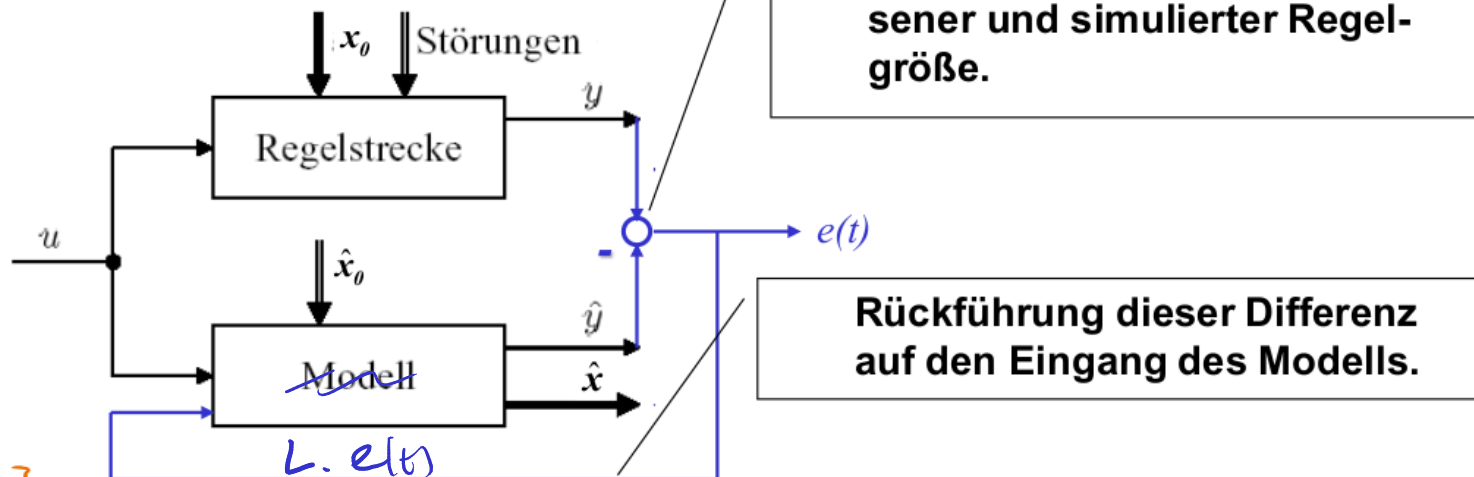 sener und simulierter Regel-
größe.
x₀
Störungen
y
Regelstrecke
u
x̂₀
-
e(t)
ŷ
Rückführung dieser Differenz
auf den Eingang des Modells.
Modell
x̂
L. e(t)